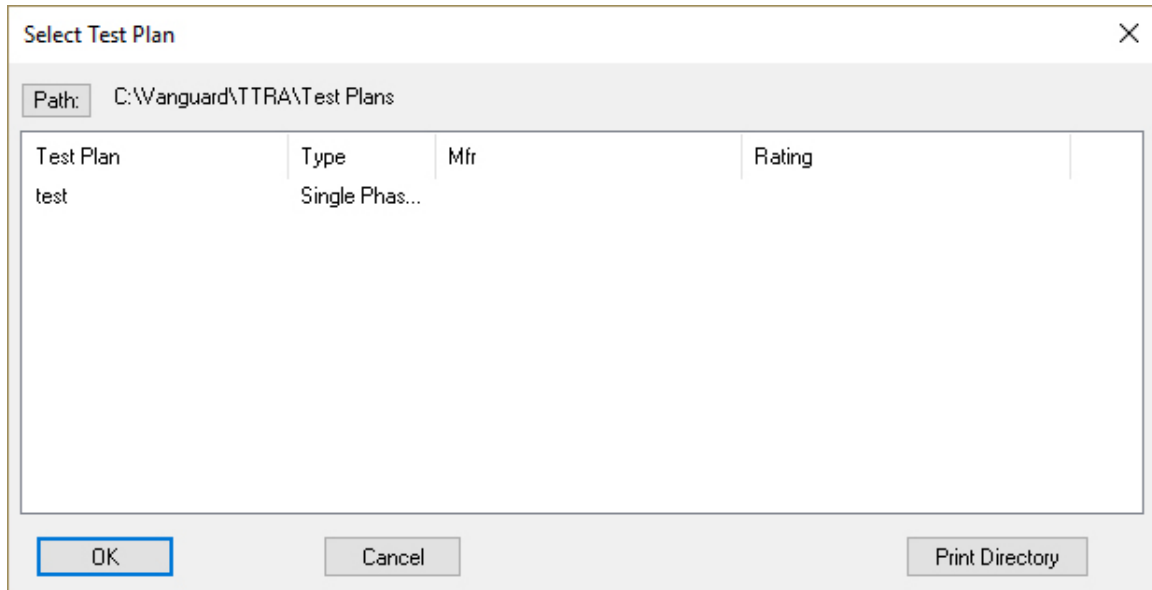 Select Test Plan
Path: C:\Vanguard\TTRA\Test Plans
Test Plan Type Mfr Rating
test Single Phas...
OK Cancel Print Directory